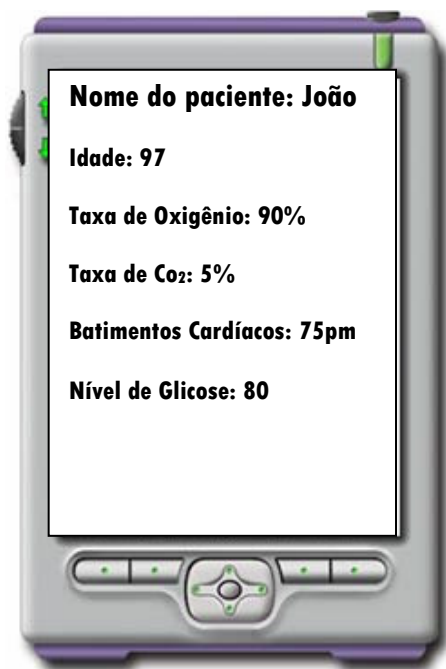 Nome do paciente: João
Idade: 97
Taxa de Oxigênio: 90%
Taxa de Co₂: 5%
Batimentos Cardíacos: 75pm
Nível de Glicose: 80